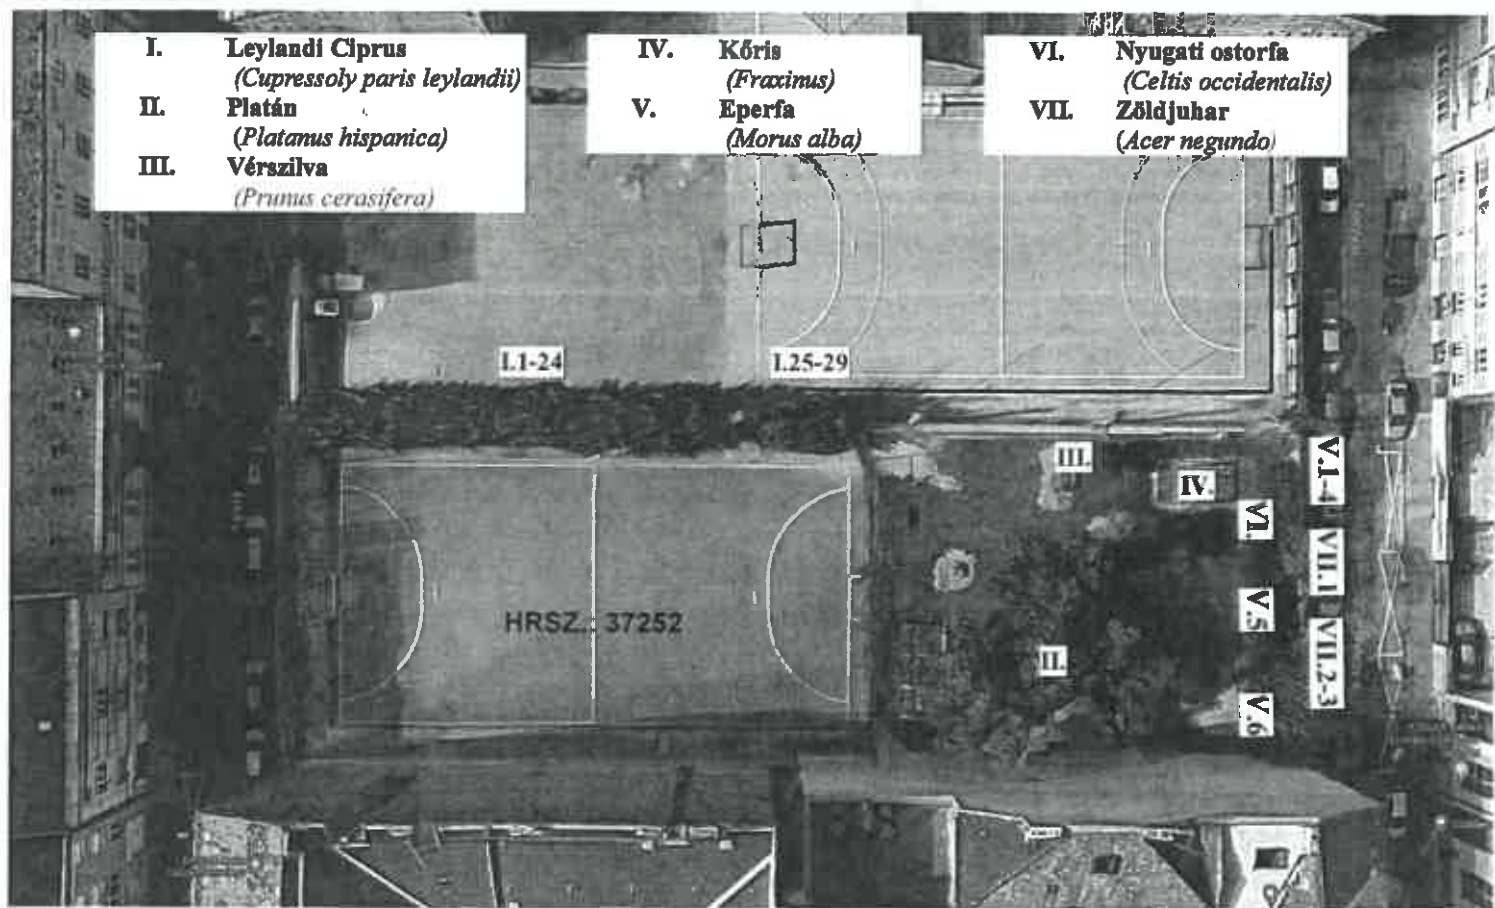 I. Leylandi Ciprus
(Cupressoly paris leylandii)
II. Platán
(Platanus hispanica)
III. Vérszilva
(Prunus cerasifera)
IV. Kőris
(Fraxinus)
V. Eperfa
(Morus alba)
VI. Nyugati ostorfa
(Celtis occidentalis)
VII. Zöldjuhar
(Acer negundo)
I.1-24
I.25-29
III.
IV.
V.1-4
VI.
VII.1
HRSZ.: 37252
V.5
II.
VII.2-3
V.6